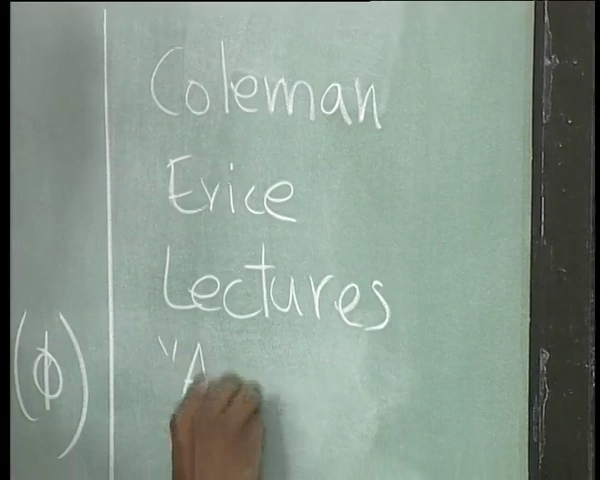 Coleman
Erice
Lectures
"A
(ϕ)